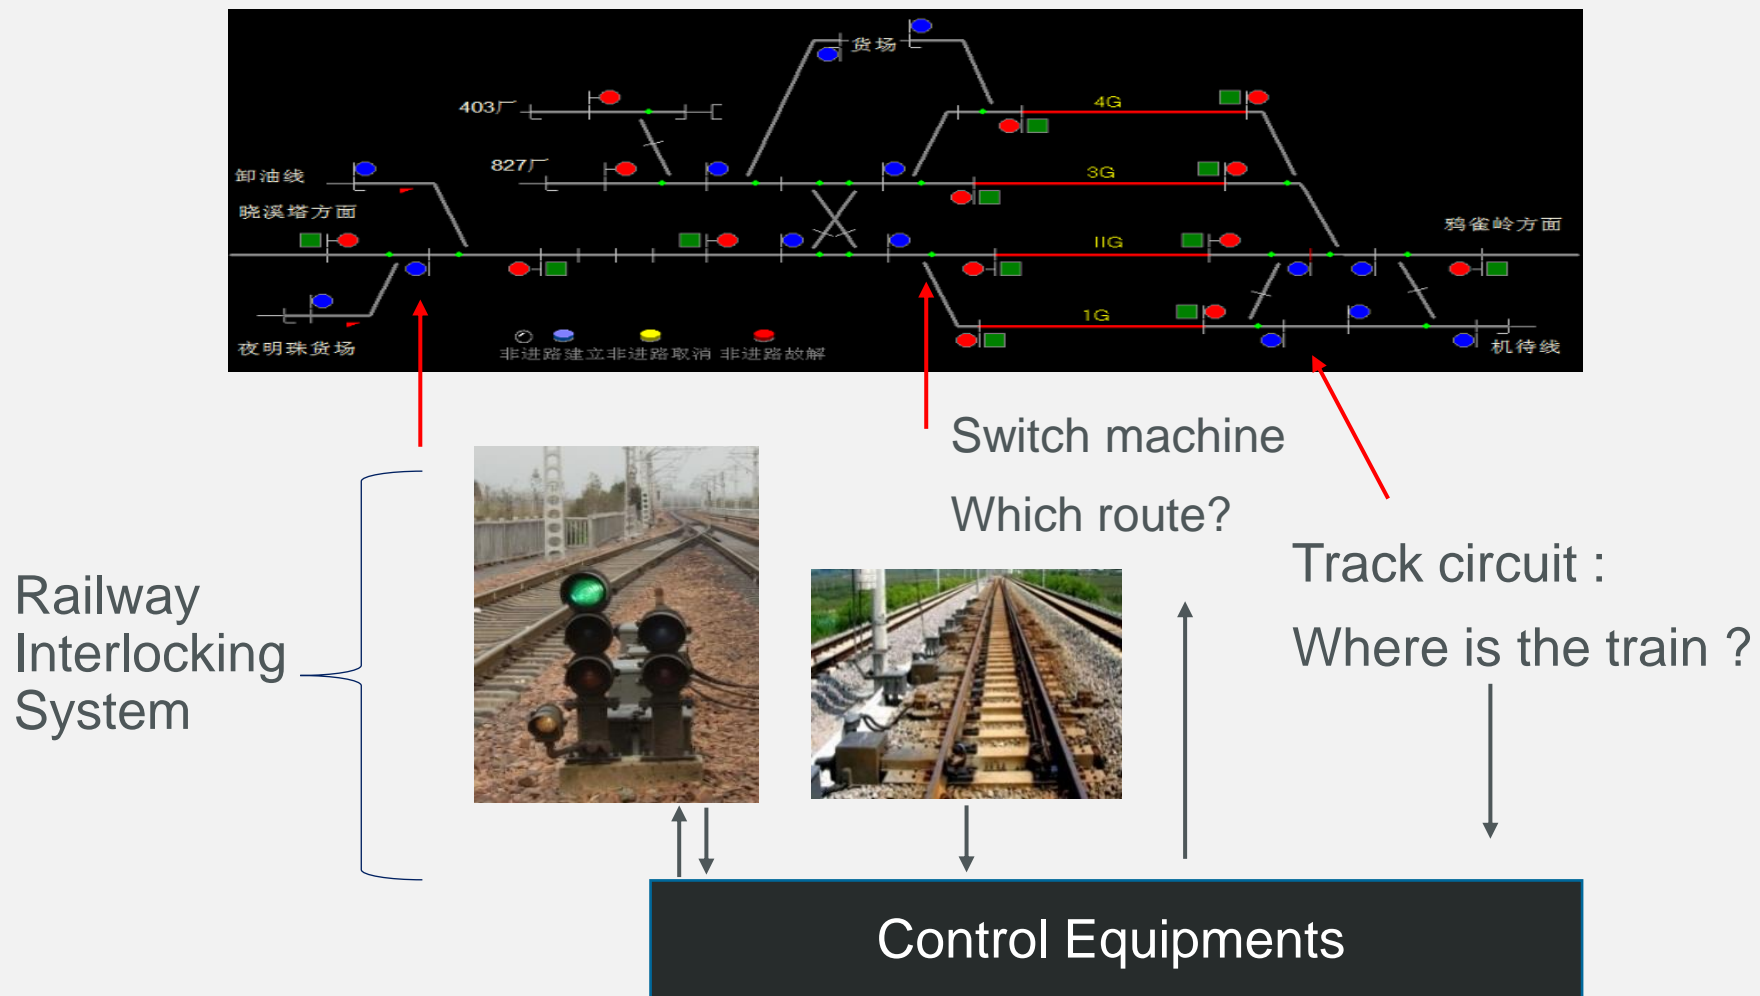 货场
403厂
4G
827厂
3G
卸油线
晓溪塔方面
鸦雀岭方面
IIG
1G
夜明珠货场
非进路建立非进路取消 非进路故解
机待线
Switch machine
Which route?
Track circuit :
Where is the train ?
Railway
Interlocking
System
Control Equipments